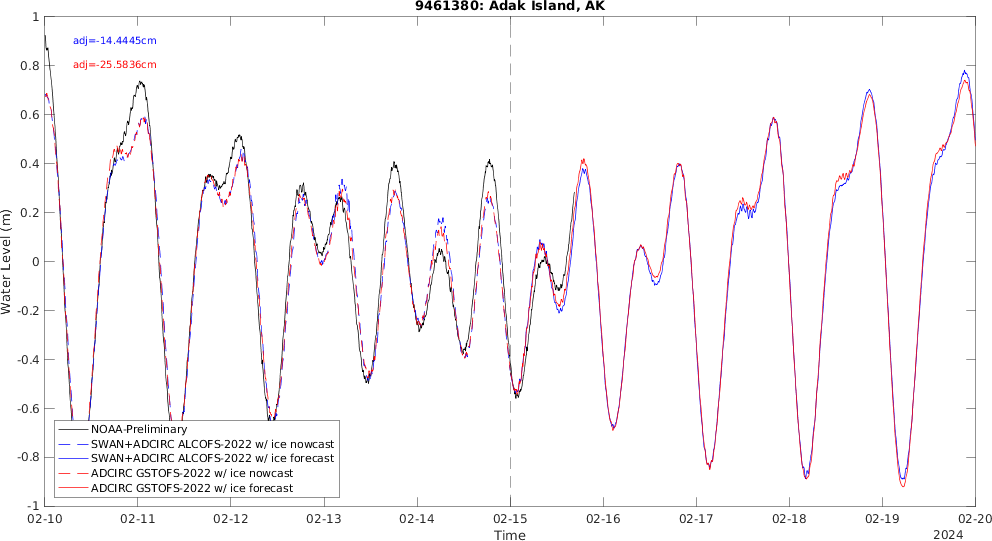 9461380: Adak Island, AK
adj=-14.4445cm
adj=-25.5836cm
Water Level (m)
1
0.8
0.6
0.4
0.2
0
-0.2
-0.4
-0.6
-0.8
-1
NOAA-Preliminary
SWAN+ADCIRC ALCOFS-2022 w/ ice nowcast
SWAN+ADCIRC ALCOFS-2022 w/ ice forecast
ADCIRC GSTOFS-2022 w/ ice nowcast
ADCIRC GSTOFS-2022 w/ ice forecast
02-10 02-11 02-12 02-13 02-14 02-15 02-16 02-17 02-18 02-19 02-20
Time
2024